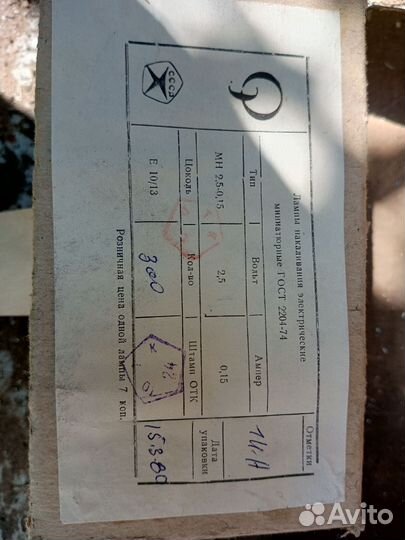 СССР
Лампы накаливания электрические
миниатюрные ГОСТ 2204-74
Отметки
Тип Вольт Ампер
МН 2,5-0,15 2,5 0,15
Цоколь Кол-во Штамп ОТК Дата упаковки
Е 10/13 300 15.3.80
Розничная цена одной лампы 7 коп.
Avito